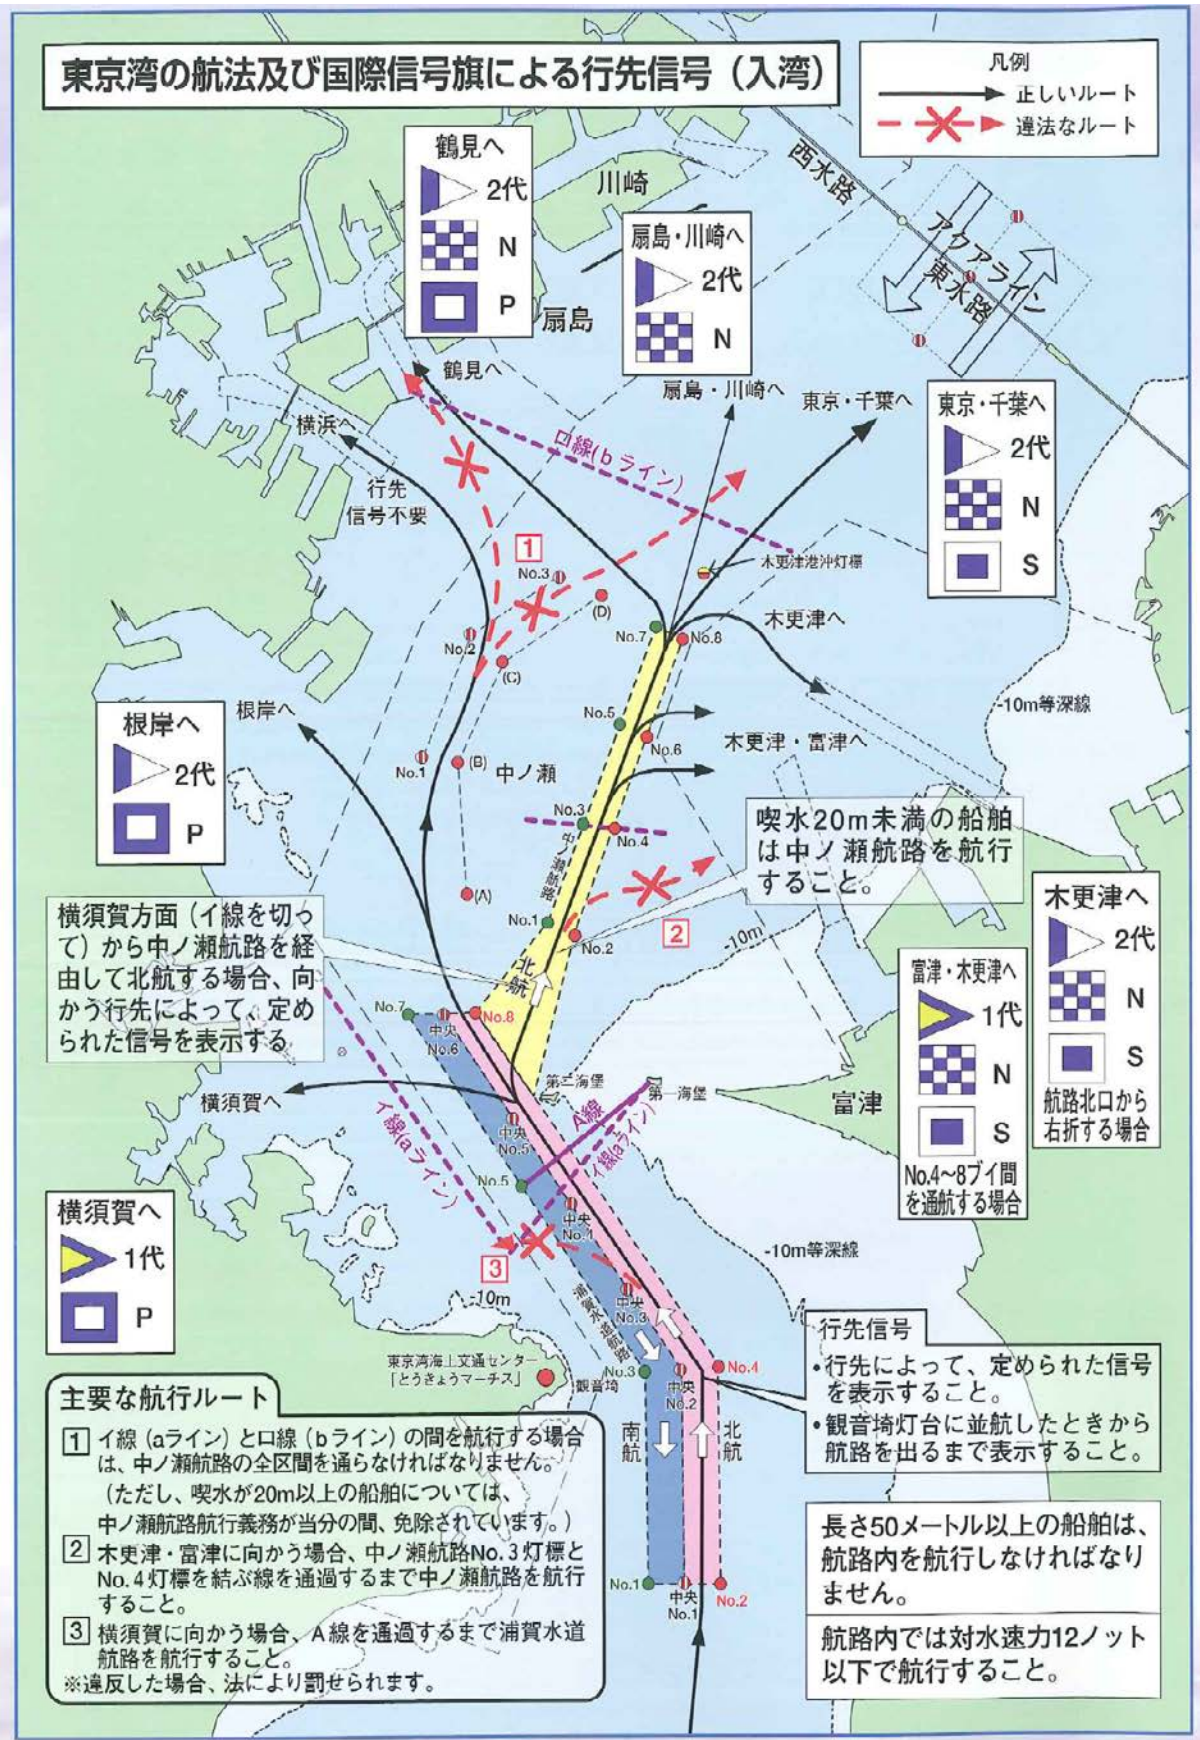 東京湾の航法及び国際信号旗による行先信号（入湾）
凡例
正しいルート
違法なルート
鶴見へ
2代
N
P
川崎
扇島
扇島・川崎へ
2代
N
西水路
アクアライン
東水路
東京・千葉へ
2代
N
S
鶴見へ
扇島・川崎へ
東京・千葉へ
横浜へ
行先
信号不要
ロ線(bライン)
1
No.3
(D)
木更津港沖灯標
木更津へ
No.7
No.8
No.2
(C)
-10m等深線
No.5
No.6
木更津・富津へ
根岸へ
2代
P
根岸へ
No.1
(B)
中ノ瀬
No.3
No.4
中ノ瀬航路
喫水20m未満の船舶
は中ノ瀬航路を航行
すること。
(A)
No.1
No.2
2
-10m
横須賀方面（イ線を切っ
て）から中ノ瀬航路を経
由して北航する場合、向
かう行先によって、定め
られた信号を表示する
北航
木更津へ
2代
N
S
航路北口から
右折する場合
富津・木更津へ
1代
N
S
No.4〜8ブイ間
を通航する場合
No.7
中央
No.6
No.8
横須賀へ
第二海堡
第一海堡
富津
イ線(aライン)
A線
イ線(aライン)
中央
No.5
No.5
中央
No.4
横須賀へ
1代
P
3
-10m
-10m等深線
中央
No.3
浦賀水道航路
東京湾海上交通センター
「とうきょうマーチス」
観音埼
No.3
中央
No.2
No.4
南航
北航
行先信号
・行先によって、定められた信号
を表示すること。
・観音埼灯台に並航したときから
航路を出るまで表示すること。
主要な航行ルート
1 イ線（aライン）とロ線（bライン）の間を航行する場合
は、中ノ瀬航路の全区間を通らなければなりません。
（ただし、喫水が20m以上の船舶については、
中ノ瀬航路航行義務が当分の間、免除されています。）
2 木更津・富津に向かう場合、中ノ瀬航路No.3灯標と
No.4灯標を結ぶ線を通過するまで中ノ瀬航路を航行
すること。
3 横須賀に向かう場合、A線を通過するまで浦賀水道
航路を航行すること。
※違反した場合、法により罰せられます。
No.1
中央
No.1
No.2
長さ50メートル以上の船舶は、
航路内を航行しなければなり
ません。
航路内では対水速力12ノット
以下で航行すること。